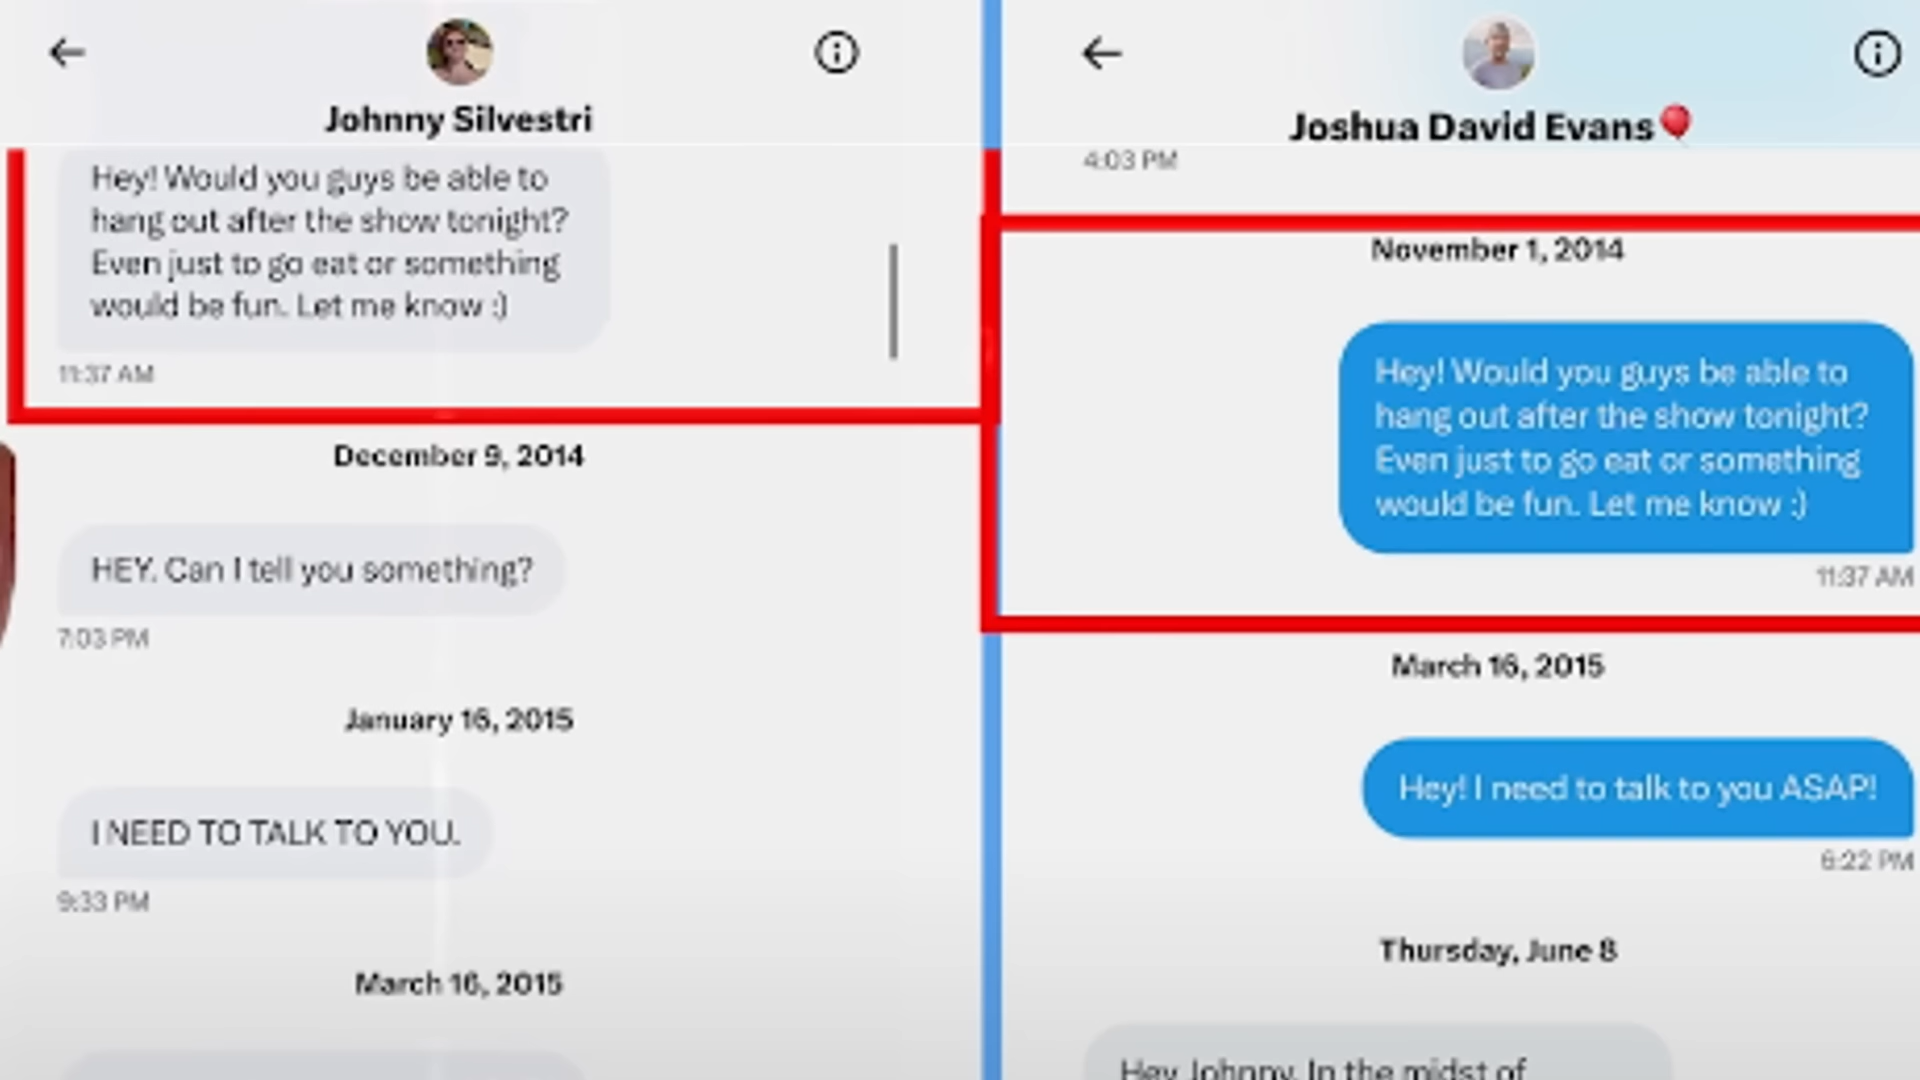 Johnny Silvestri
Hey! Would you guys be able to
hang out after the show tonight?
Even just to go eat or something
would be fun. Let me know :)
11:37 AM
December 9, 2014
HEY. Can I tell you something?
7:03 PM
January 16, 2015
I NEED TO TALK TO YOU.
9:33 PM
March 16, 2015
Joshua David Evans🎈
4:03 PM
November 1, 2014
Hey! Would you guys be able to
hang out after the show tonight?
Even just to go eat or something
would be fun. Let me know :)
11:37 AM
March 16, 2015
Hey! I need to talk to you ASAP!
6:22 PM
Thursday, June 8
Hey Johnny. In the midst of